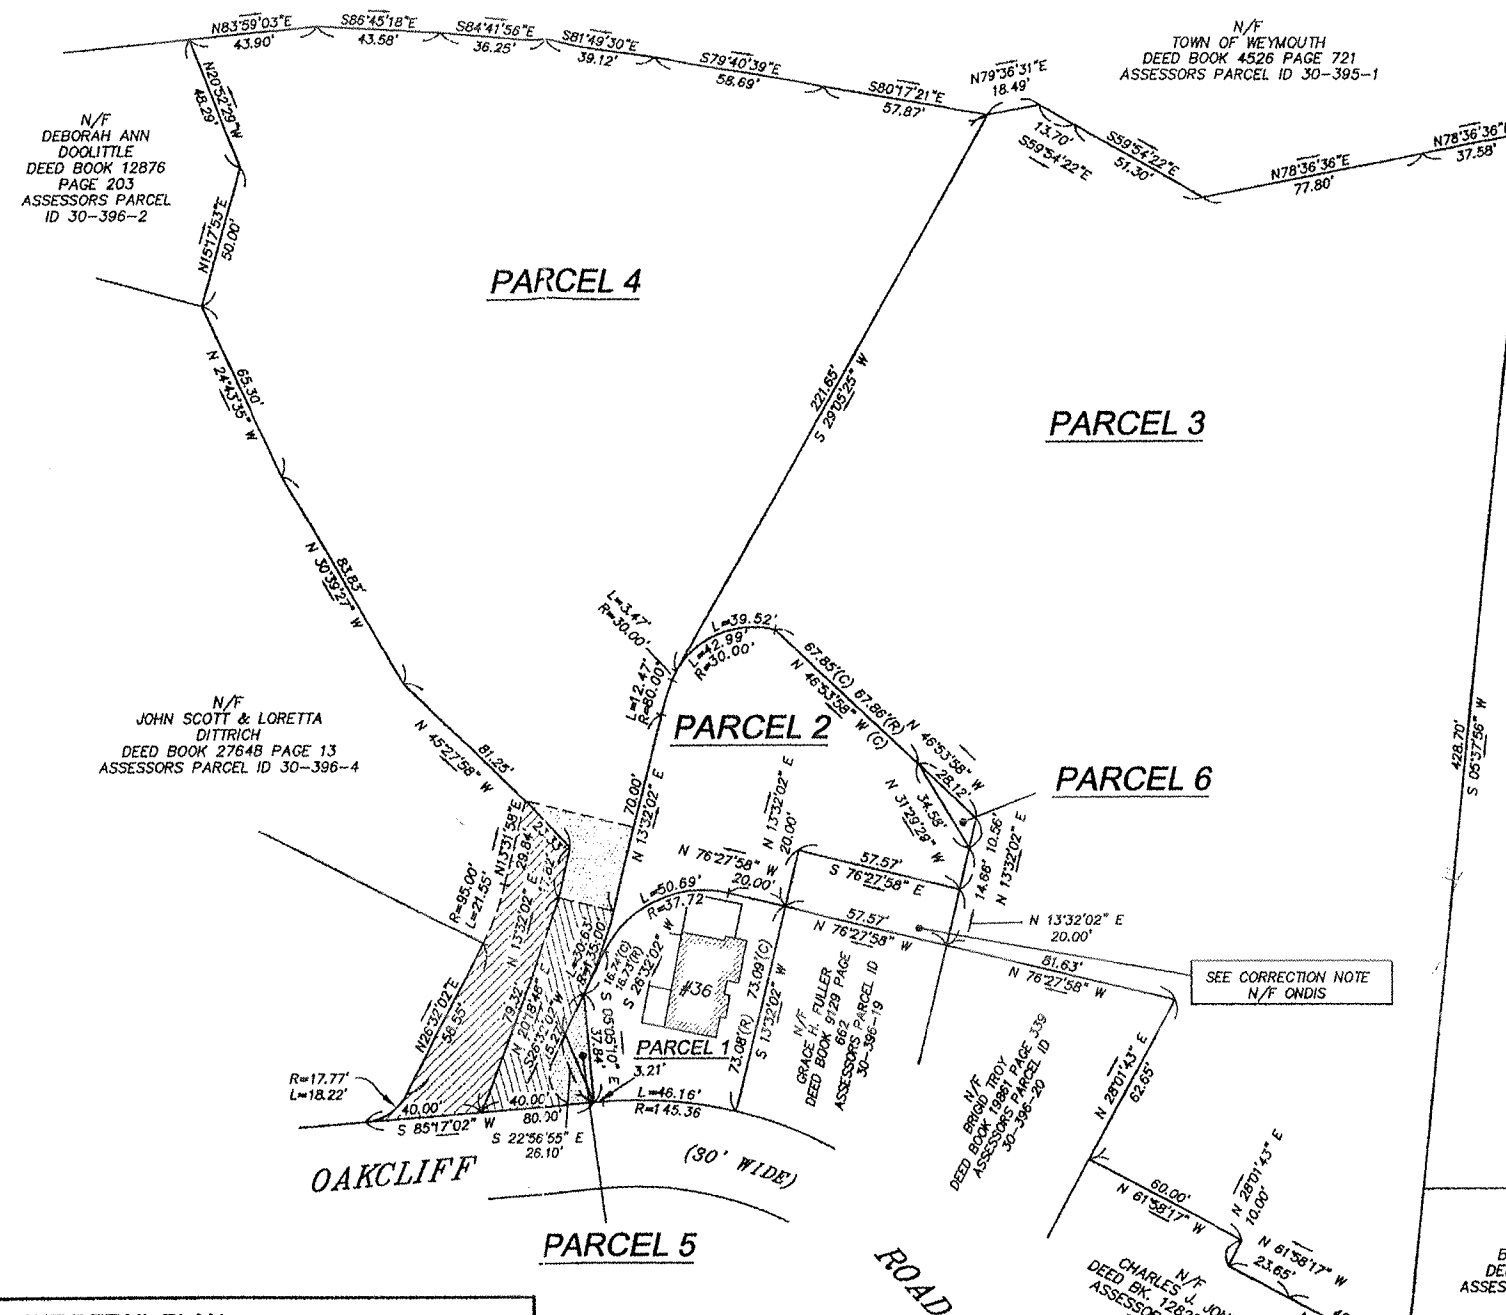 N83°59'03"E
43.90'
S86°45'18"E
43.58'
S84°41'56"E
36.25'
S81°49'30"E
39.12'
S79°40'39"E
58.69'
S80°17'21"E
57.87'
N79°36'31"E
18.49'
13.70'
S59°54'22"E
S59°54'22"E
51.30'
N78°36'36"E
77.80'
N78°36'36"E
37.58'
N/F
TOWN OF WEYMOUTH
DEED BOOK 4526 PAGE 721
ASSESSORS PARCEL ID 30-395-1
N20°52'29"W
48.29'
N/F
DEBORAH ANN
DOOLITTLE
DEED BOOK 12876
PAGE 203
ASSESSORS PARCEL
ID 30-396-2
N15°17'53"E
50.00'
PARCEL 4
65.30'
N 24°43'35" W
221.65'
S 29°05'25" W
PARCEL 3
83.83'
N 30°39'27" W
L=3.47'
R=30.00'
L=39.52'
L=42.99'
R=30.00'
L=12.47'
R=80.00'
67.85'(C) 67.86'(R)
N 46°53'58" W (C)
N/F
JOHN SCOTT & LORETTA
DITTRICH
DEED BOOK 27648 PAGE 13
ASSESSORS PARCEL ID 30-396-4
81.25'
N 45°27'58" W
PARCEL 2
N 46°53'58" W
28.12'
PARCEL 6
428.70'
S 05°37'56" W
70.00'
N 13°32'02" E
N 13°32'02" E
20.00'
34.58'
N 31°29'29" W
10.56'
14.66'
N 13°32'02" E
N13°31'58"E
29.84'
23.33'
R=95.00'
L=21.55'
N 76°27'58" W
20.00'
57.57'
S 76°27'58" E
L=50.69'
R=37.72
57.57'
N 76°27'58" W
N 13°32'02" E
20.00'
81.63'
N 76°27'58" W
SEE CORRECTION NOTE
N/F ONDIS
N 13°32'02" E
79.32
N 20°18'46" E
S26°32'02"W
15.27
L=30.63'
R=135.00'
16.74'(C)
16.73'(R)
S 26°32'02" W
#36
73.09'(C)
73.08'(R)
S 13°32'02" W
N/F
GRACE H. FULLER
DEED BOOK 9129 PAGE
662
ASSESSORS PARCEL ID
30-396-19
N26°32'02"E
58.55'
S 05°05'10" E
37.84'
PARCEL 1
3.21'
N/F
BRIGID TROY
DEED BOOK 19861 PAGE 339
ASSESSORS PARCEL ID
30-396-20
N 28°01'43" E
62.65'
R=17.77'
L=18.22'
40.00'
40.00'
80.00'
S 85°17'02" W
L=46.16'
R=145.36
S 22°56'55" E
26.10'
OAKCLIFF
(30' WIDE)
ROAD
60.00'
N 61°58'17" W
N 28°01'43" E
10.00'
N 61°58'17" W
23.65'
PARCEL 5
N/F
CHARLES J.
DEED BK.